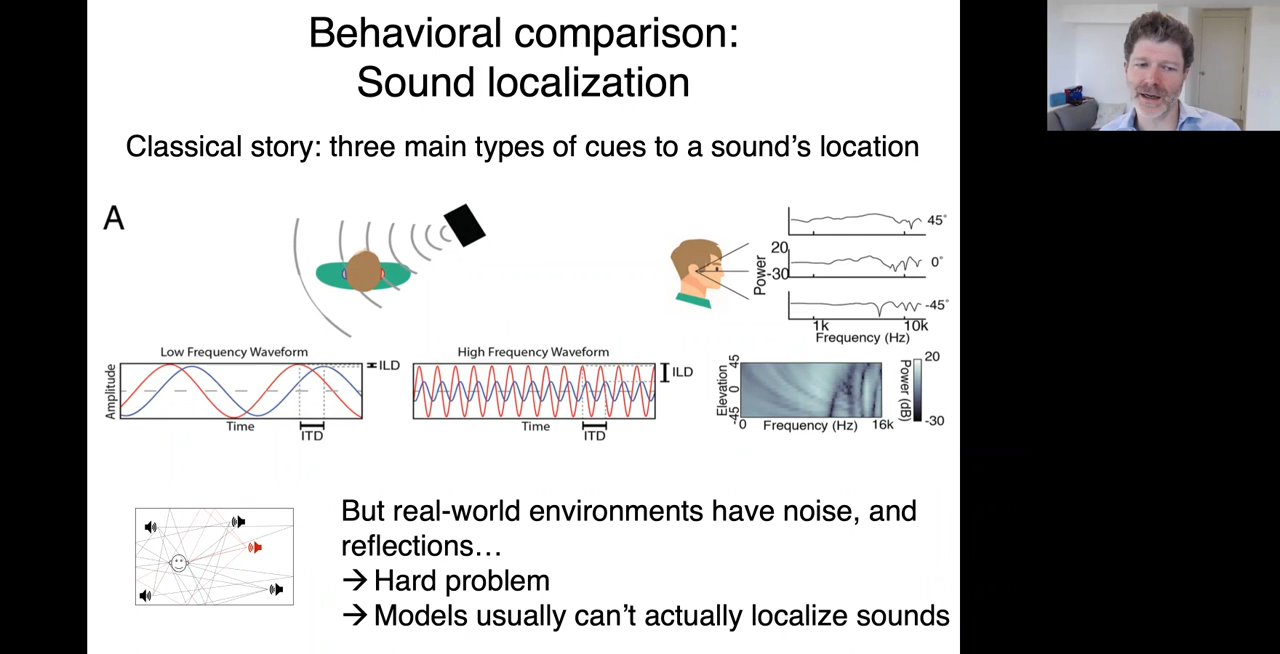 Behavioral comparison:
Sound localization
Classical story: three main types of cues to a sound's location
A
45°
20
0°
-30
Power
-45°
1k
10k
Frequency (Hz)
Low Frequency Waveform
ILD
Amplitude
Time
ITD
High Frequency Waveform
ILD
Time
ITD
45
0
-45
Elevation
0
Frequency (Hz)
16k
Power (dB)
20
-30
But real-world environments have noise, and
reflections…
→ Hard problem
→ Models usually can't actually localize sounds